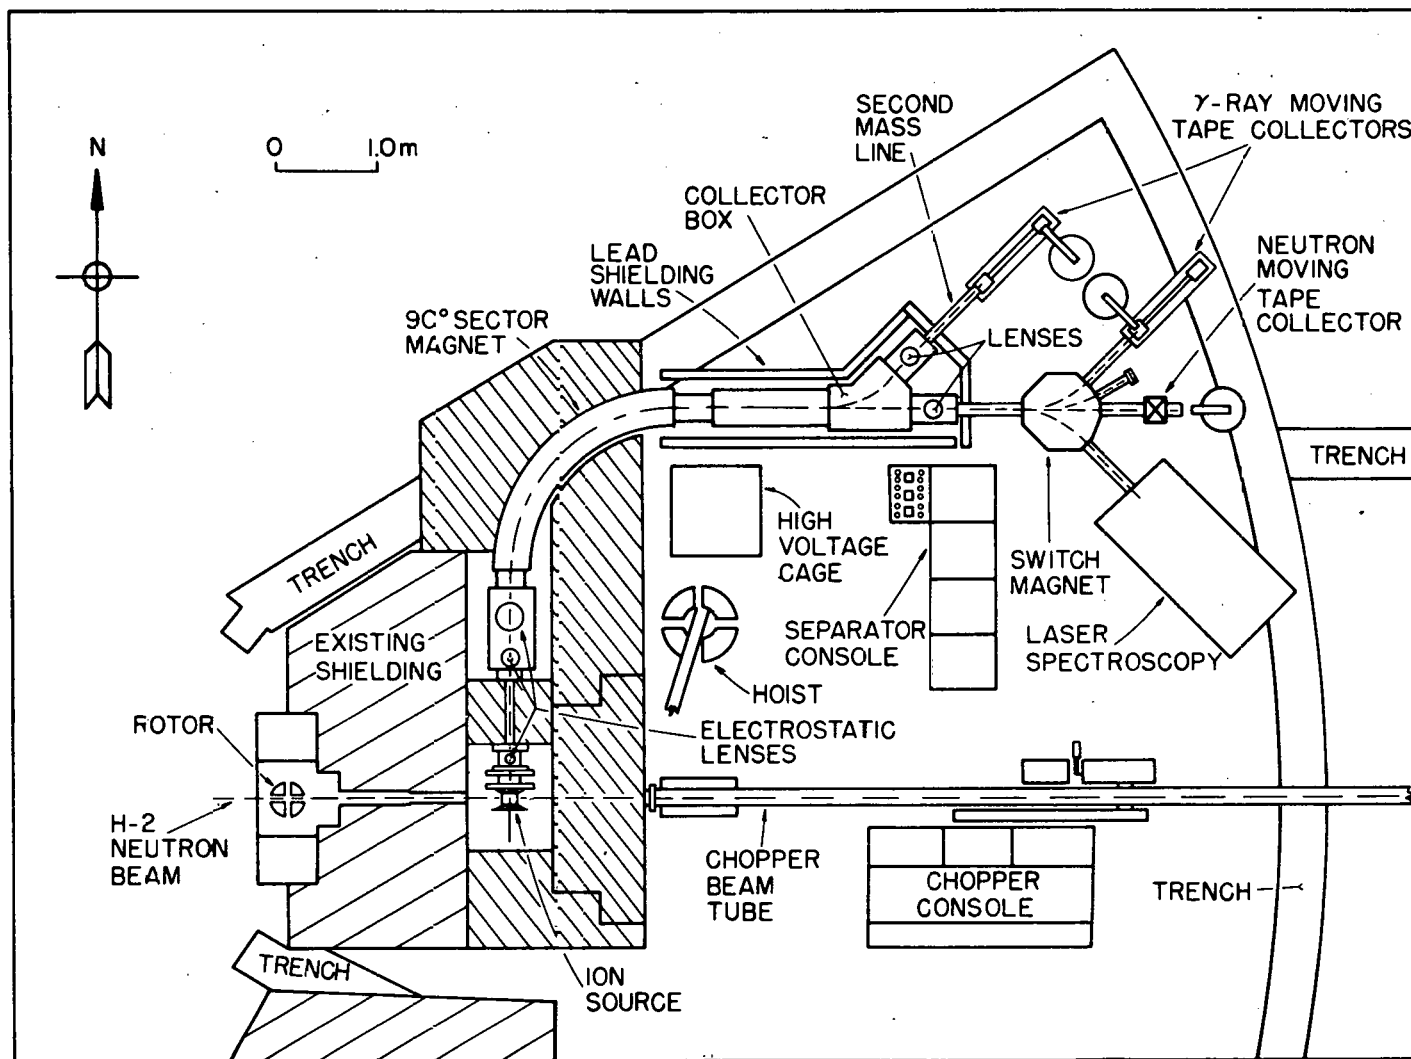 N
0 1.0m
SECOND
MASS
LINE
γ-RAY MOVING
TAPE COLLECTORS
COLLECTOR
BOX
LEAD
SHIELDING
WALLS
NEUTRON
MOVING
TAPE
COLLECTOR
9C° SECTOR
MAGNET
LENSES
TRENCH
TRENCH
HIGH
VOLTAGE
CAGE
SWITCH
MAGNET
SEPARATOR
CONSOLE
LASER
SPECTROSCOPY
EXISTING
SHIELDING
HOIST
ROTOR
ELECTROSTATIC
LENSES
H-2
NEUTRON
BEAM
CHOPPER
BEAM
TUBE
CHOPPER
CONSOLE
TRENCH
TRENCH
ION
SOURCE